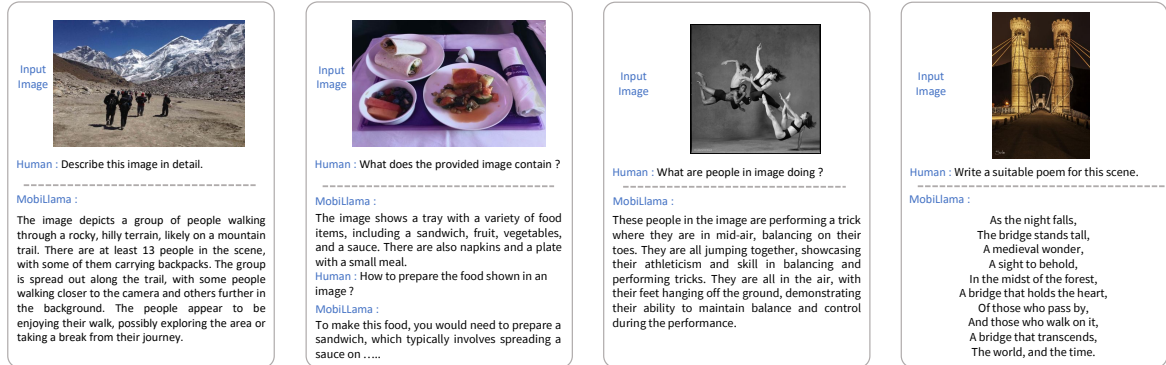 Input
Image
Human : Describe this image in detail.
MobiLlama :
The image depicts a group of people walking
through a rocky, hilly terrain, likely on a mountain
trail. There are at least 13 people in the scene,
with some of them carrying backpacks. The group
is spread out along the trail, with some people
walking closer to the camera and others further in
the background. The people appear to be
enjoying their walk, possibly exploring the area or
taking a break from their journey.
Input
Image
Human : What does the provided image contain ?
MobiLlama :
The image shows a tray with a variety of food
items, including a sandwich, fruit, vegetables,
and a sauce. There are also napkins and a plate
with a small meal.
Human : How to prepare the food shown in an
image ?
MobiLLama :
To make this food, you would need to prepare a
sandwich, which typically involves spreading a
sauce on .....
Input
Image
Human : What are people in image doing ?
MobiLlama :
These people in the image are performing a trick
where they are in mid-air, balancing on their
toes. They are all jumping together, showcasing
their athleticism and skill in balancing and
performing tricks. They are all in the air, with
their feet hanging off the ground, demonstrating
their ability to maintain balance and control
during the performance.
Input
Image
Human : Write a suitable poem for this scene.
MobiLlama :
As the night falls,
The bridge stands tall,
A medieval wonder,
A sight to behold,
In the midst of the forest,
A bridge that holds the heart,
Of those who pass by,
And those who walk on it,
A bridge that transcends,
The world, and the time.